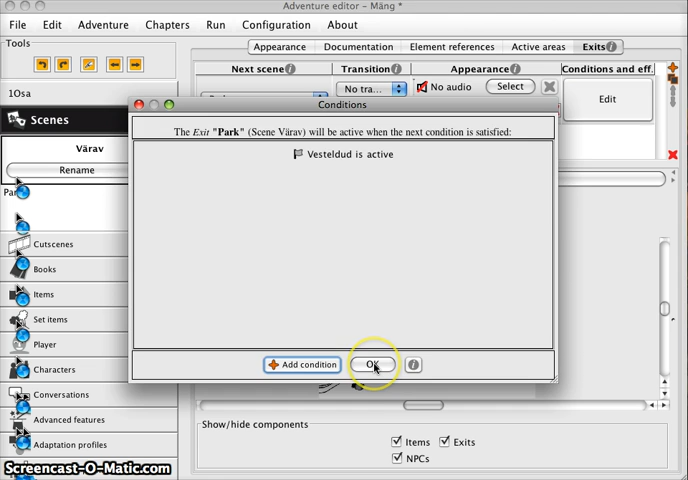 Adventure editor – Mäng *
File Edit Adventure Chapters Run Configuration About
Tools
Appearance Documentation Element references Active areas Exits
Next scene Transition Appearance Conditions and eff.
No tra... No audio Select Edit
1Osa
Conditions
Scenes
The Exit "Park" (Scene Värav) will be active when the next condition is satisfied:
Värav
Vesteldud is active
Rename
Cutscenes
Books
Items
Set items
Player
Add condition OK
Characters
Conversations
Advanced features
Show/hide components
Items Exits
Adaptation profiles
NPCs
Screencast-O-Matic.com